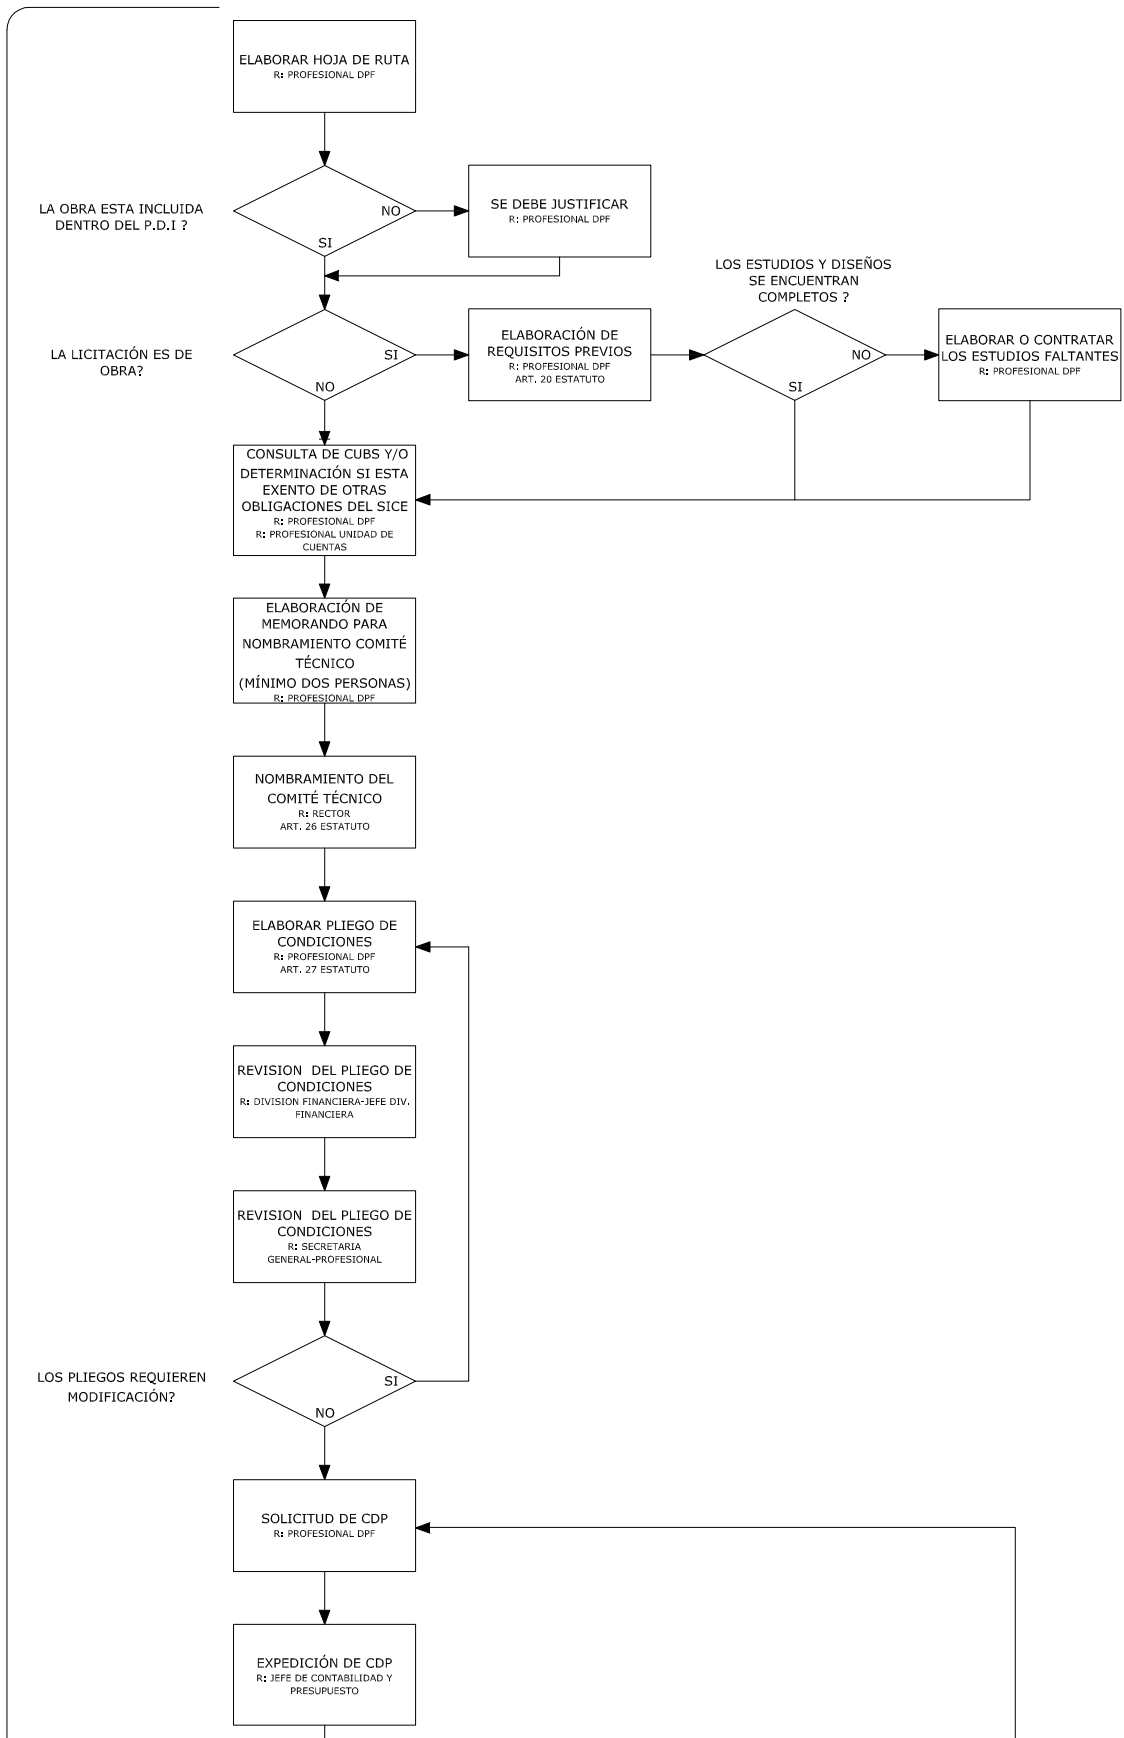 ELABORAR HOJA DE RUTA
R: PROFESIONAL DPF
LA OBRA ESTA INCLUIDA
DENTRO DEL P.D.I ?
NO
SI
SE DEBE JUSTIFICAR
R: PROFESIONAL DPF
LA LICITACIÓN ES DE
OBRA?
SI
NO
ELABORACIÓN DE
REQUISITOS PREVIOS
R: PROFESIONAL DPF
ART. 20 ESTATUTO
LOS ESTUDIOS Y DISEÑOS
SE ENCUENTRAN
COMPLETOS ?
NO
SI
ELABORAR O CONTRATAR
LOS ESTUDIOS FALTANTES
R: PROFESIONAL DPF
CONSULTA DE CUBS Y/O
DETERMINACIÓN SI ESTA
EXENTO DE OTRAS
OBLIGACIONES DEL SICE
R: PROFESIONAL DPF
R: PROFESIONAL UNIDAD DE
CUENTAS
ELABORACIÓN DE
MEMORANDO PARA
NOMBRAMIENTO COMITÉ
TÉCNICO
(MÍNIMO DOS PERSONAS)
R: PROFESIONAL DPF
NOMBRAMIENTO DEL
COMITÉ TÉCNICO
R: RECTOR
ART. 26 ESTATUTO
ELABORAR PLIEGO DE
CONDICIONES
R: PROFESIONAL DPF
ART. 27 ESTATUTO
REVISION  DEL PLIEGO DE
CONDICIONES
R: DIVISION FINANCIERA-JEFE DIV.
FINANCIERA
REVISION  DEL PLIEGO DE
CONDICIONES
R: SECRETARIA
GENERAL-PROFESIONAL
LOS PLIEGOS REQUIEREN
MODIFICACIÓN?
SI
NO
SOLICITUD DE CDP
R: PROFESIONAL DPF
EXPEDICIÓN DE CDP
R: JEFE DE CONTABILIDAD Y
PRESUPUESTO